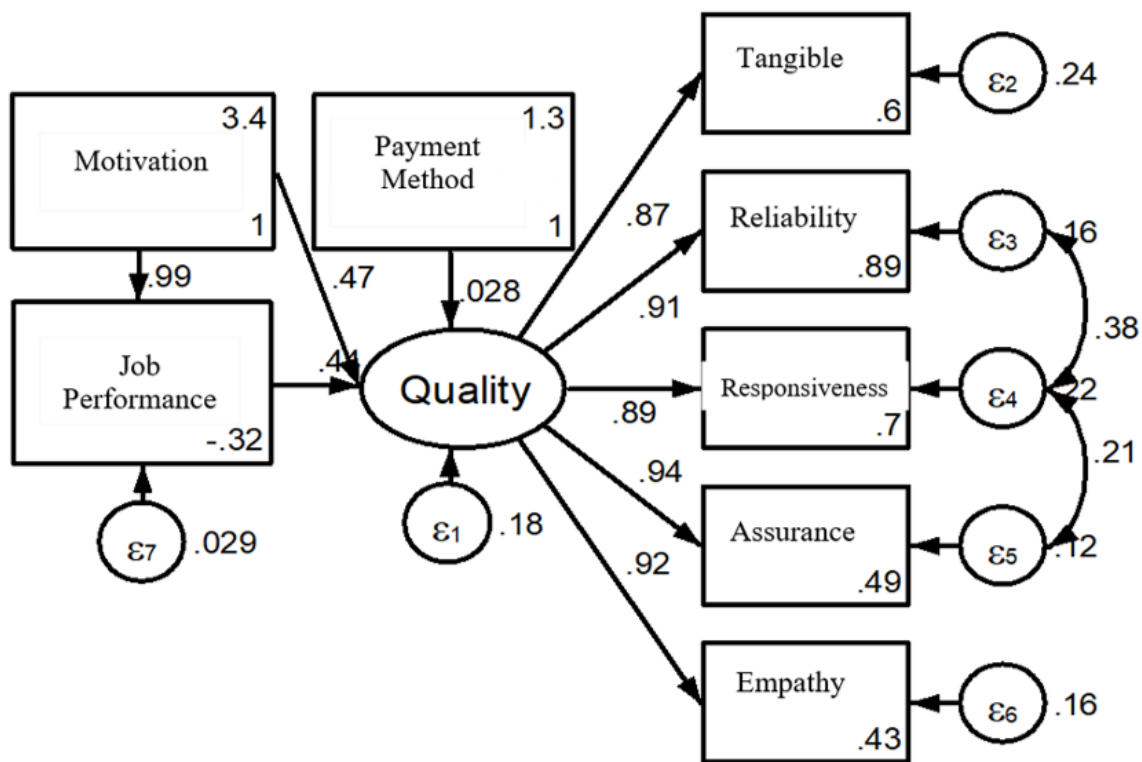 Tangible
.6
ε2
.24
3.4
Motivation
1
1.3
Payment
Method
1
.87
Reliability
.89
ε3
.16
.99
.47
.028
.91
.38
Job
Performance
-.32
.44
Quality
.89
Responsiveness
.7
ε4
.22
.21
.94
ε7
.029
ε1
.18
Assurance
.49
ε5
.12
.92
Empathy
.43
ε6
.16